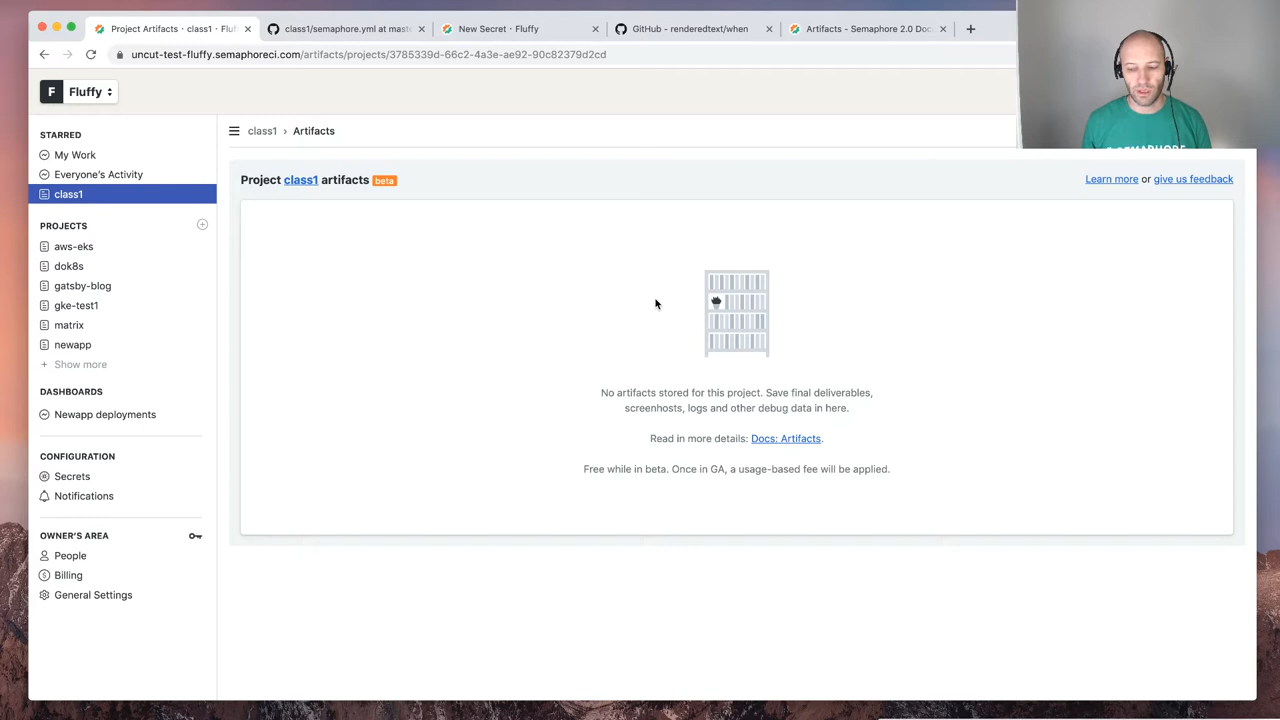 Project Artifacts · class1 · Fluf
class1/semaphore.yml at mast
New Secret · Fluffy
GitHub - renderedtext/when
Artifacts - Semaphore 2.0 Doc
uncut-test-fluffy.semaphoreci.com/artifacts/projects/3785339d-66c2-4a3e-ae92-90c82379d2cd
F Fluffy
STARRED
My Work
Everyone's Activity
class1
PROJECTS
aws-eks
dok8s
gatsby-blog
gke-test1
matrix
newapp
+ Show more
DASHBOARDS
Newapp deployments
CONFIGURATION
Secrets
Notifications
OWNER'S AREA
People
Billing
General Settings
class1 › Artifacts
Project class1 artifacts beta
Learn more or give us feedback
No artifacts stored for this project. Save final deliverables,
screenhosts, logs and other debug data in here.
Read in more details: Docs: Artifacts.
Free while in beta. Once in GA, a usage-based fee will be applied.